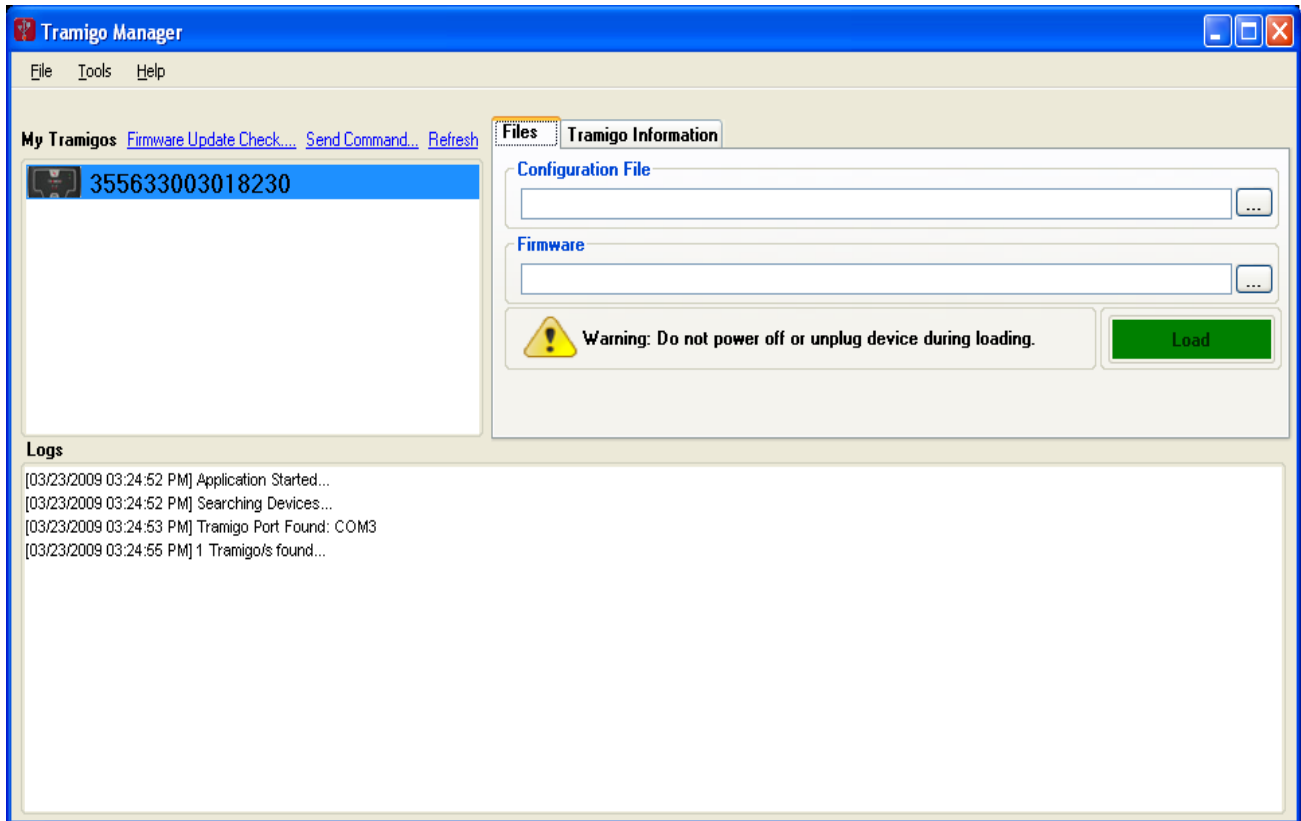 Tramigo Manager
File Tools Help
My Tramigos Firmware Update Check.... Send Command... Refresh
355633003018230
Files Tramigo Information
Configuration File
...
Firmware
...
Warning: Do not power off or unplug device during loading.
Load
Logs
[03/23/2009 03:24:52 PM] Application Started...
[03/23/2009 03:24:52 PM] Searching Devices...
[03/23/2009 03:24:53 PM] Tramigo Port Found: COM3
[03/23/2009 03:24:55 PM] 1 Tramigo/s found...